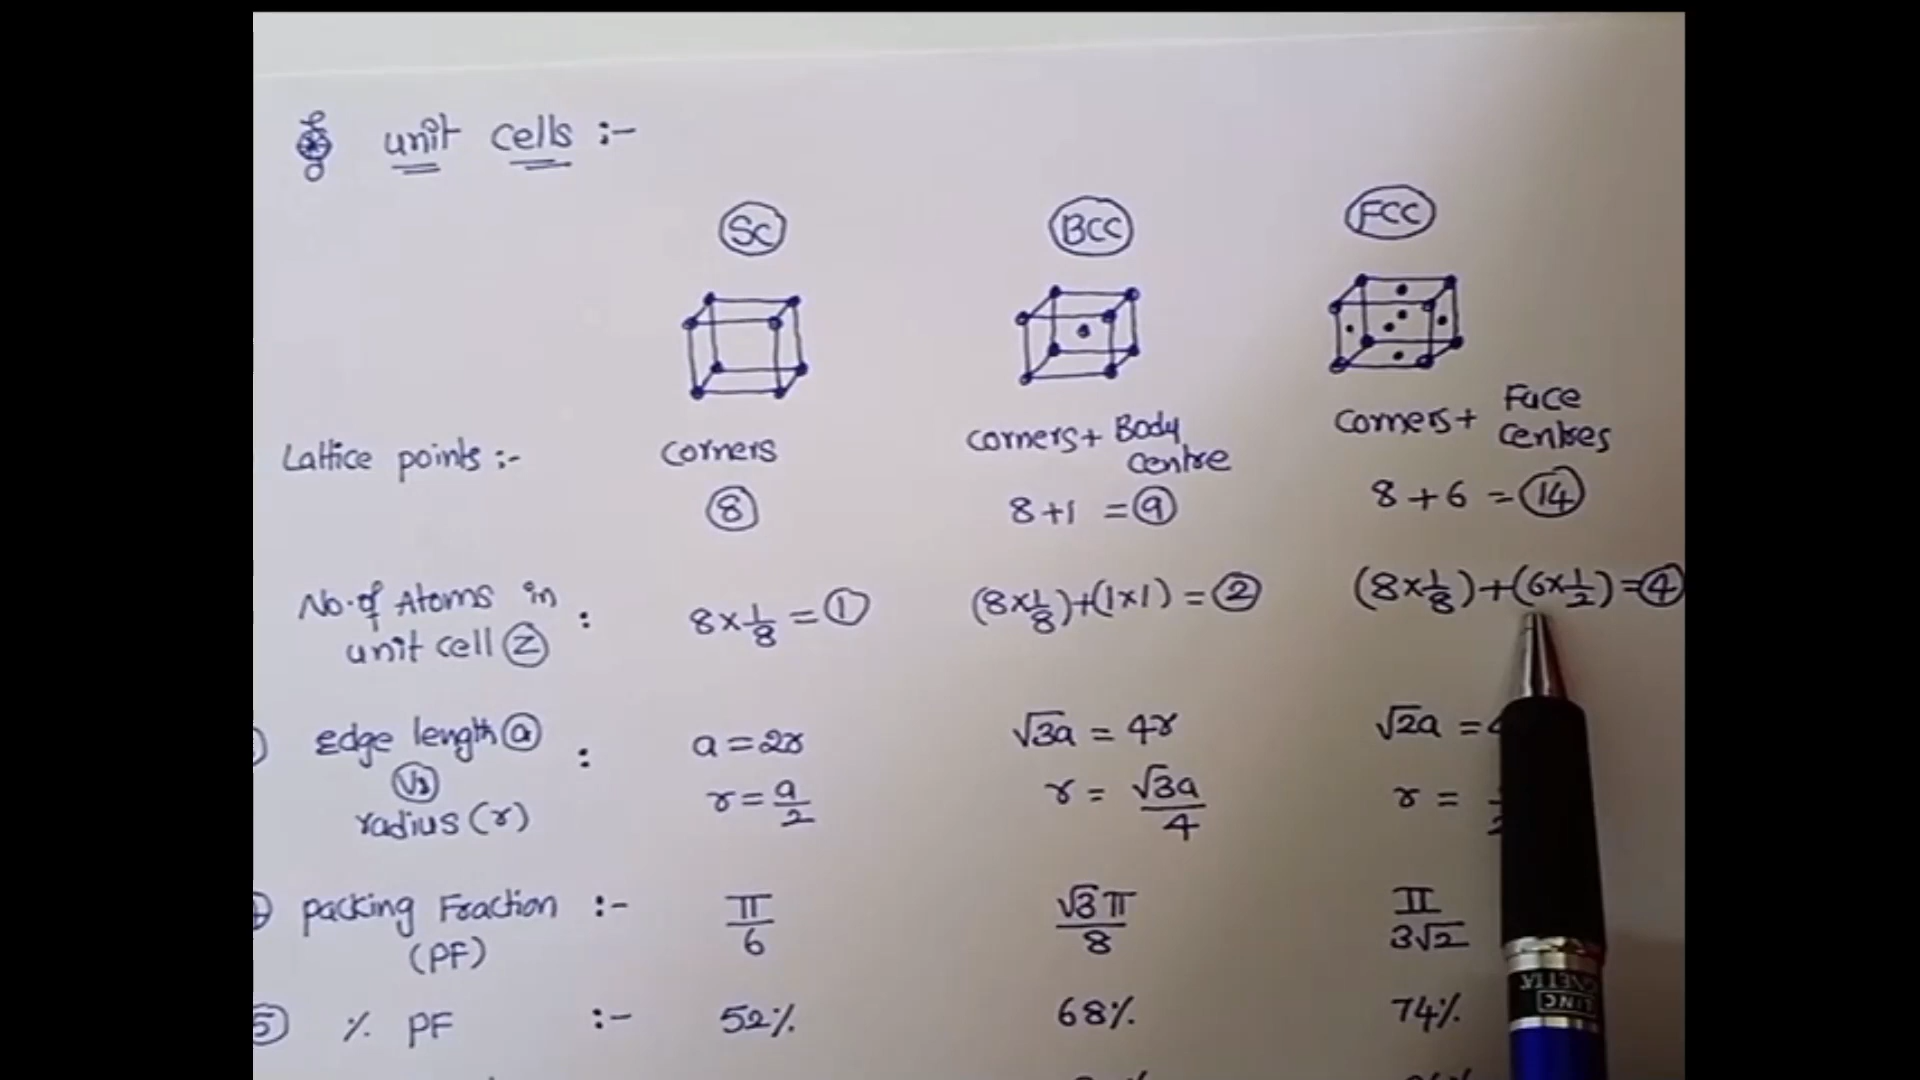 unit cells :-
SC BCC FCC
Lattice points :- corners corners + Body centre corners + Face centres
8 8+1 = 9 8+6 = 14
No. of Atoms in unit cell Z : 8×1/8 = 1 (8×1/8)+(1×1) = 2 (8×1/8)+(6×1/2) = 4
edge length a Vs radius (r) : a = 2r √3a = 4r √2a =
r = a/2 r = √3a/4 r =
packing Fraction (PF) :- π/6 √3π/8 π/3√2
5 % PF :- 52% 68% 74%